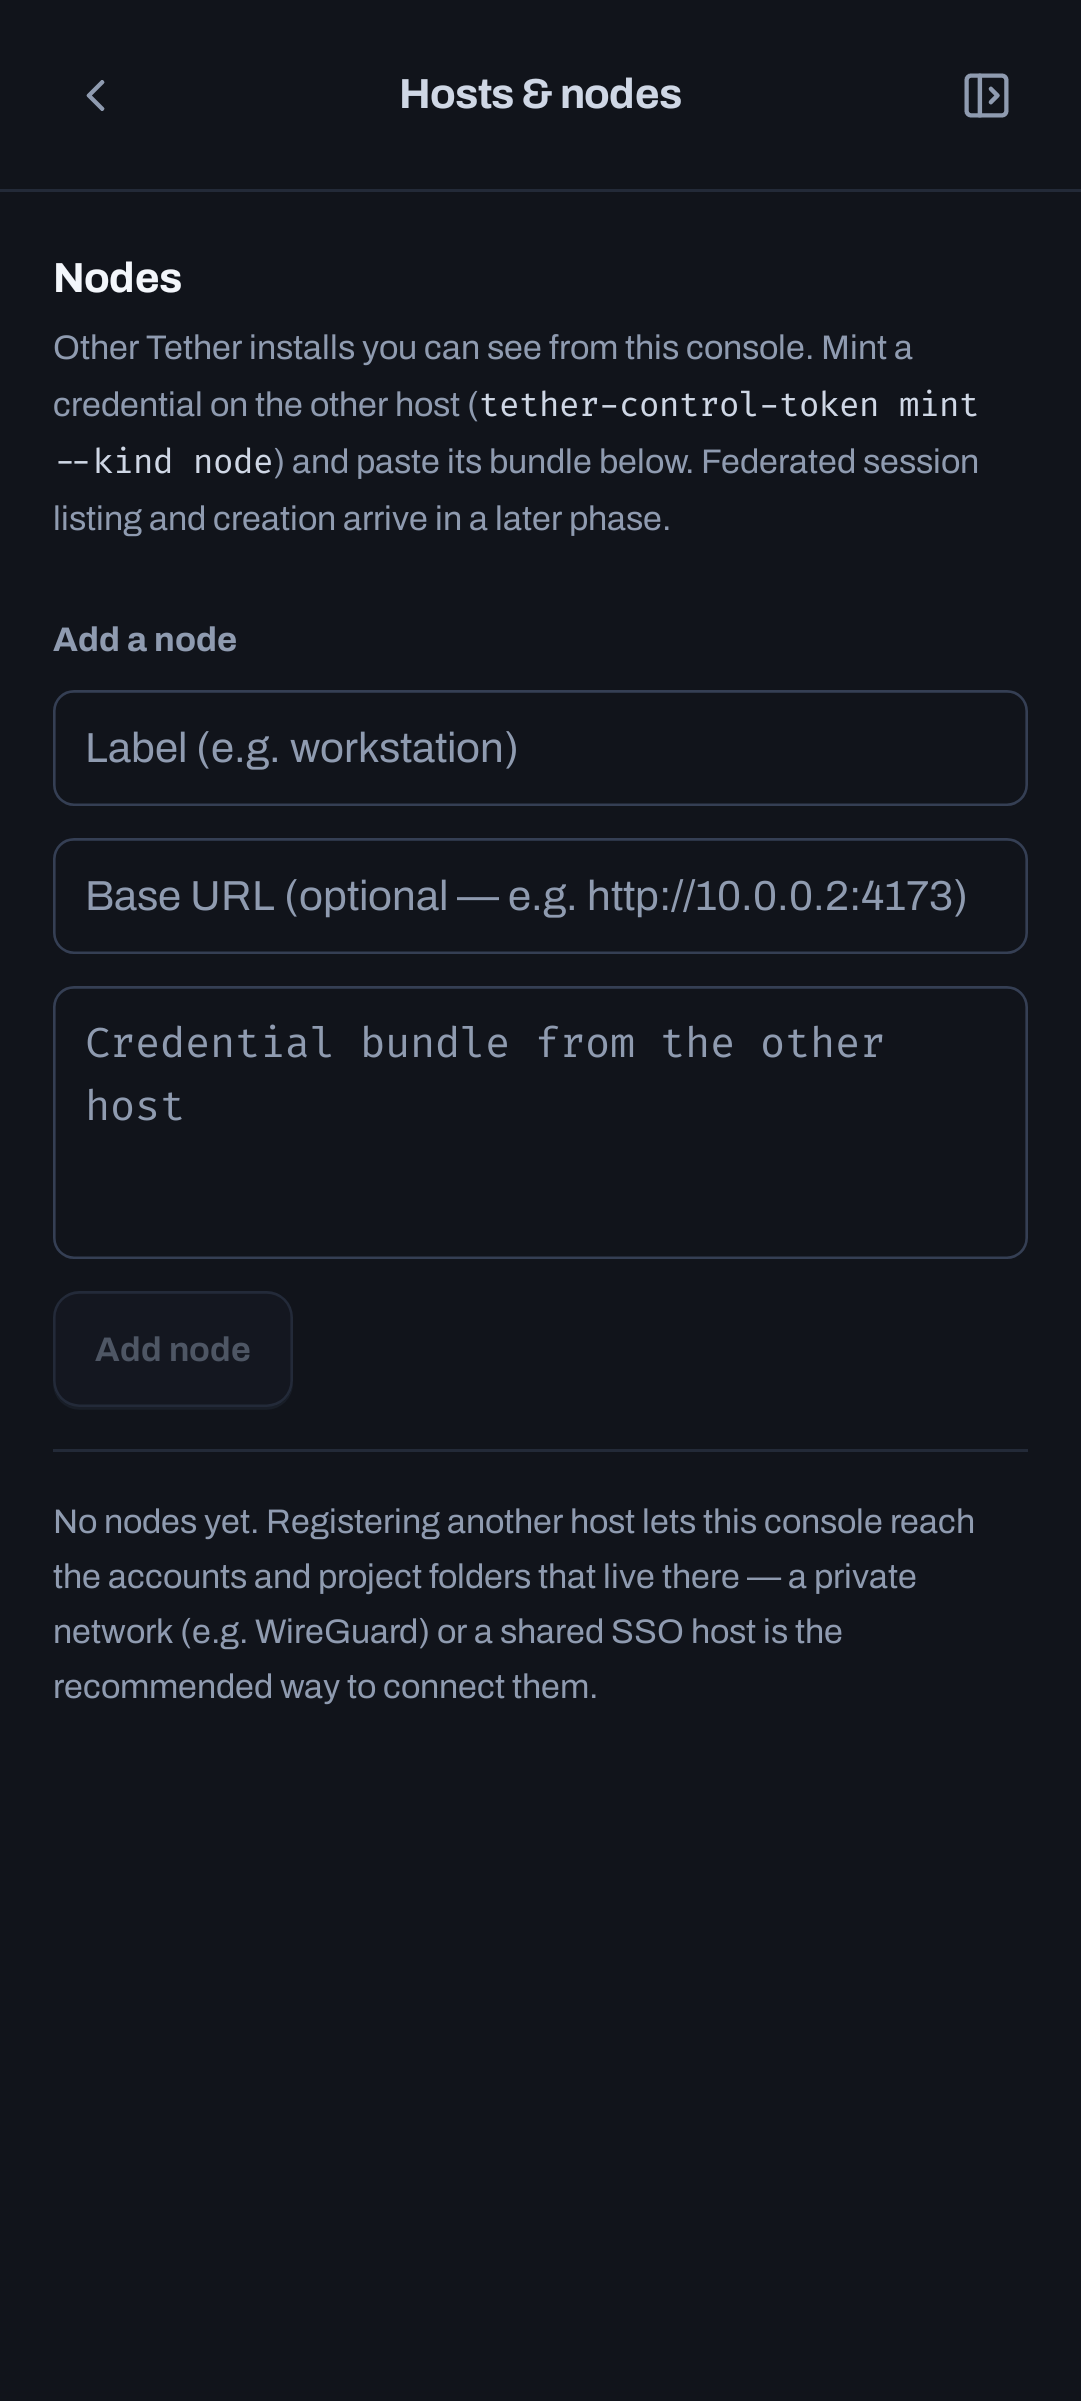 Hosts & nodes
Nodes
Other Tether installs you can see from this console. Mint a
credential on the other host (tether-control-token mint
--kind node) and paste its bundle below. Federated session
listing and creation arrive in a later phase.
Add a node
Label (e.g. workstation)
Base URL (optional — e.g. http://10.0.0.2:4173)
Credential bundle from the other
host
Add node
No nodes yet. Registering another host lets this console reach
the accounts and project folders that live there — a private
network (e.g. WireGuard) or a shared SSO host is the
recommended way to connect them.